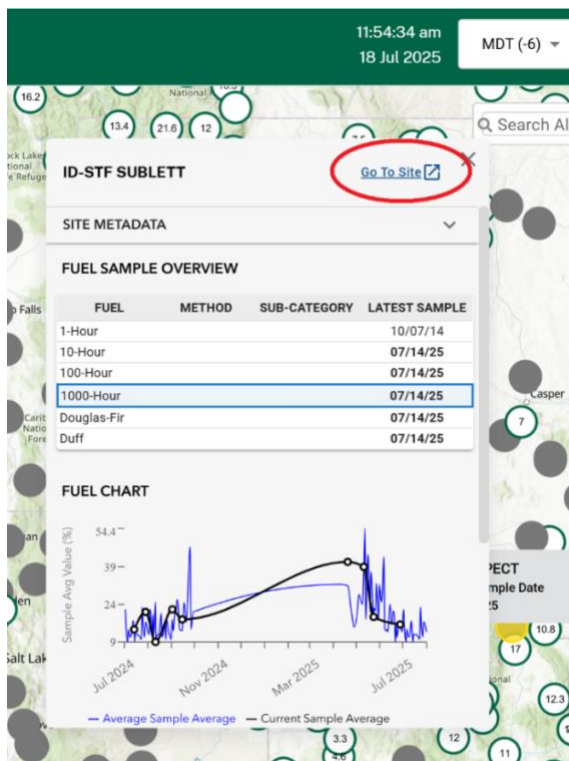 11:54:34 am
18 Jul 2025
MDT (-6)
16.2
National
13.4
21.6
12
Search Al
ID-STF SUBLETT
Go To Site
SITE METADATA
FUEL SAMPLE OVERVIEW
FUEL METHOD SUB-CATEGORY LATEST SAMPLE
1-Hour 10/07/14
10-Hour 07/14/25
100-Hour 07/14/25
1000-Hour 07/14/25
Douglas-Fir 07/14/25
Duff 07/14/25
Falls
Casper
7
FUEL CHART
Sample Avg Value (%)
54.4
39
24
9
Jul 2024
Nov 2024
Mar 2025
Jul 2025
Average Sample Average
Current Sample Average
PECT
mple Date
25
10.8
17
alt Lak
12.3
3.3
12
4.6
11